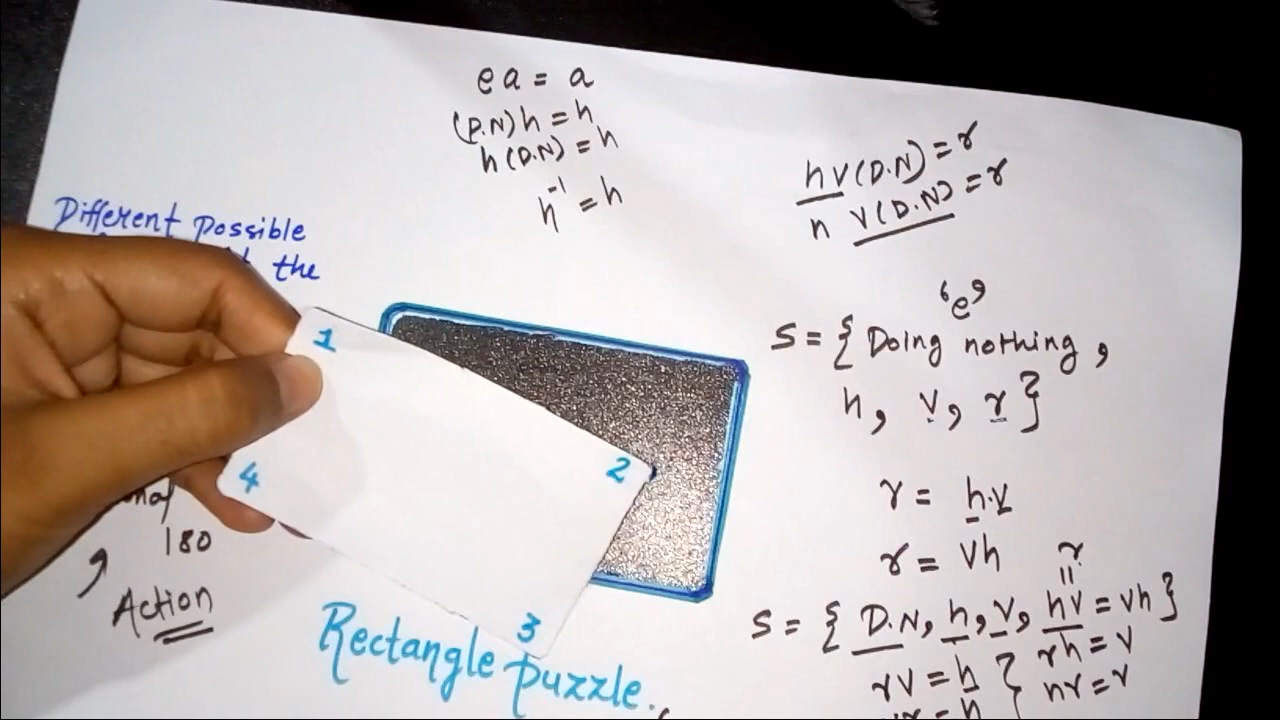 e a = a
(D.N) h = h
h (D.N) = h
h⁻¹ = h
hv (D.N) = r
h v(D.N) = r
Different possible
the
180
Action
1
2
3
4
Rectangle puzzle.
'e'
S = { Doing nothing ,
h, v, r }
r = h.v
r = vh
r
=
S = { D.N, h, v, hv = vh }
rv = h } rh = v
hr = v